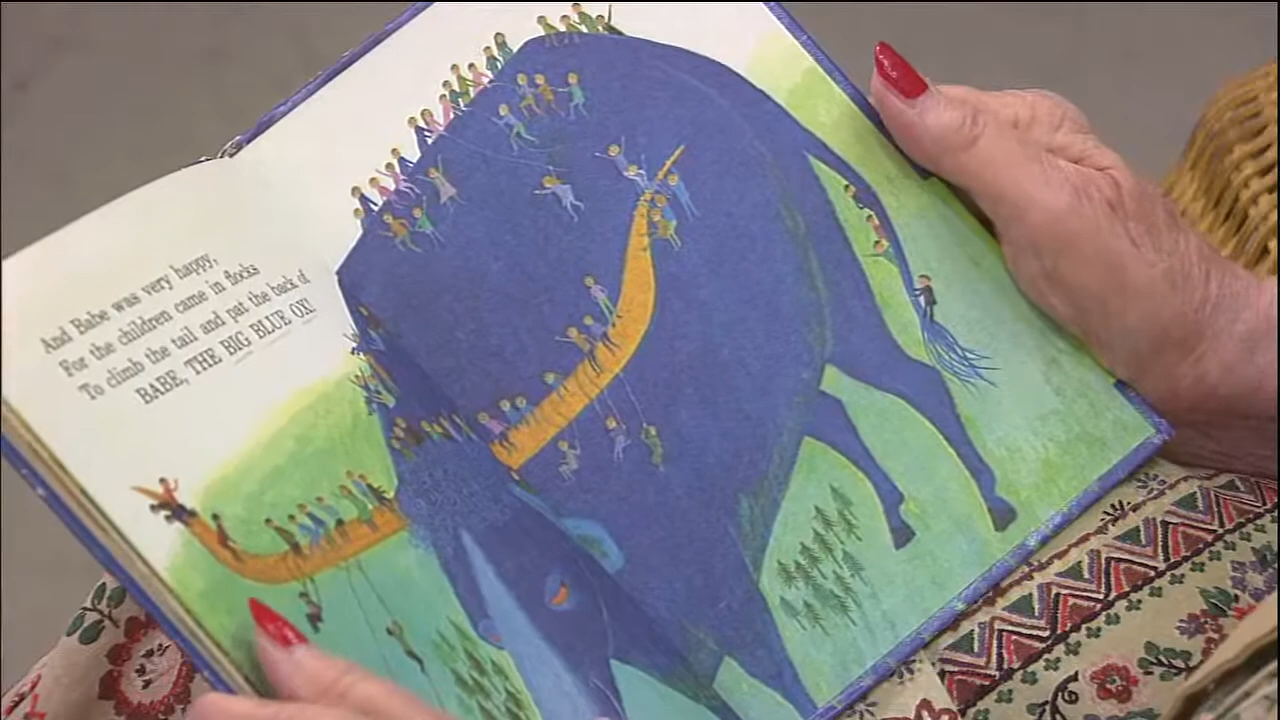 And Babe was very happy,
For the children came in flocks
To climb the tail and pat the back of
BABE, THE BIG BLUE OX!